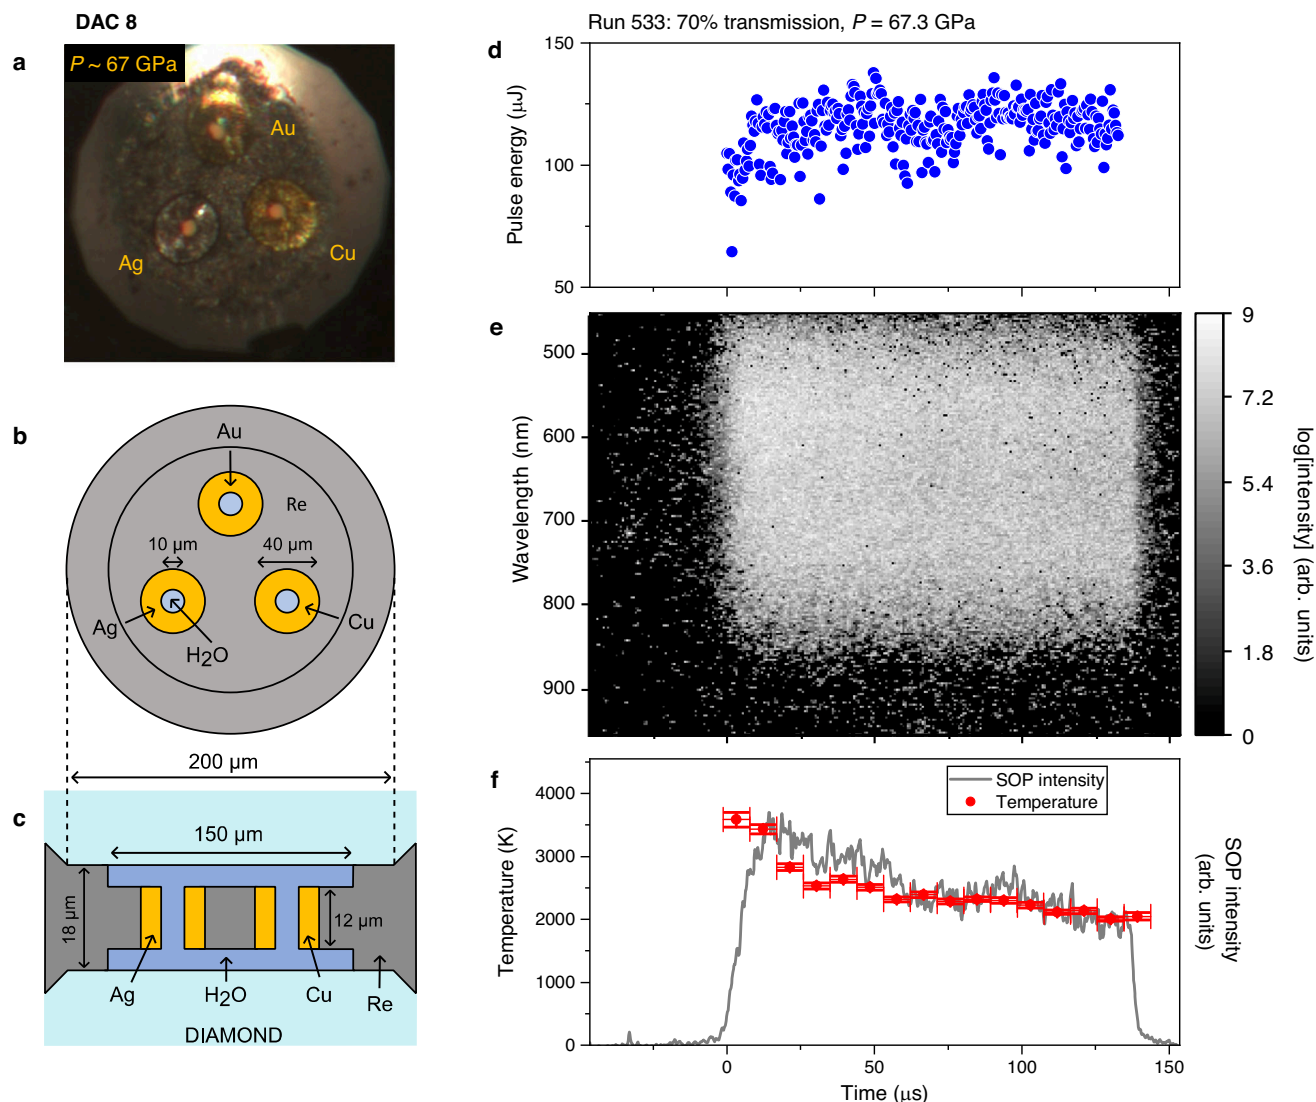 DAC 8
a
P ~ 67 GPa
Au
Ag
Cu
b
Au
Re
10 µm
40 µm
Ag
Cu
H2O
200 µm
c
150 µm
18 µm
12 µm
Ag
H2O
Cu
Re
DIAMOND
Run 533: 70% transmission, P = 67.3 GPa
d
150
100
50
Pulse energy (µJ)
e
500
600
700
800
900
Wavelength (nm)
9
7.2
5.4
3.6
1.8
0
log[intensity] (arb. units)
f
SOP intensity
Temperature
4000
3000
2000
1000
0
Temperature (K)
SOP intensity
(arb. units)
0
50
100
150
Time (µs)